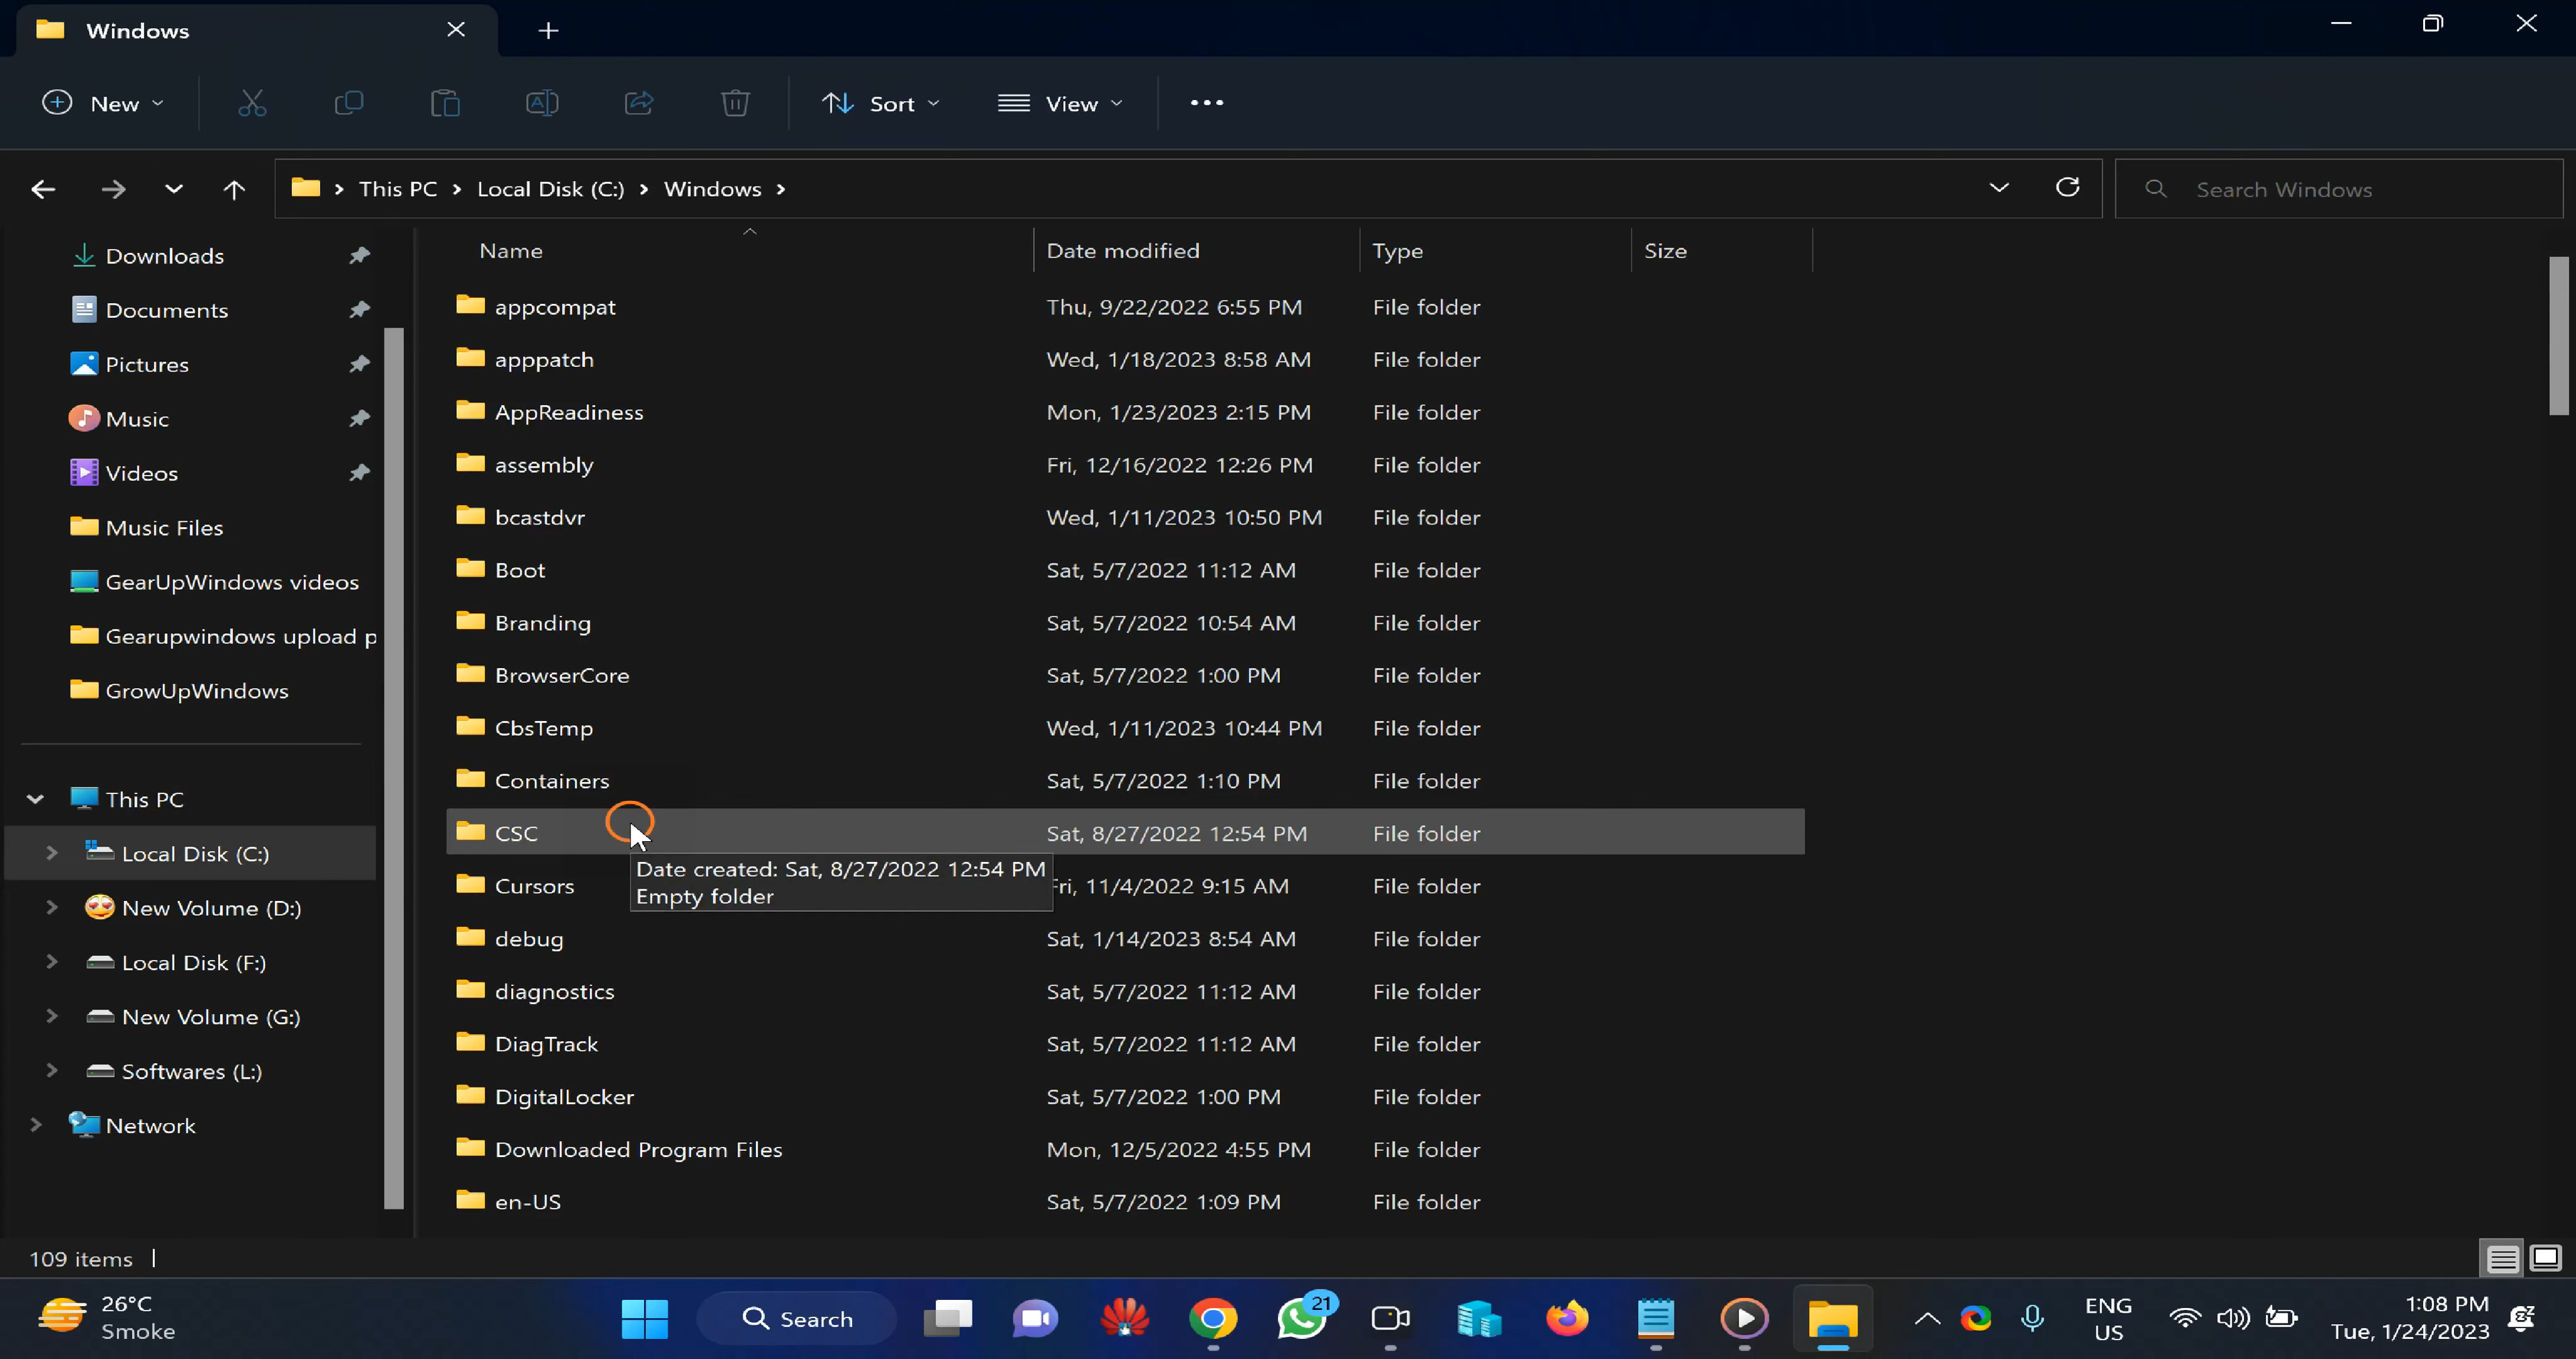 Windows
New
Sort
View
This PC > Local Disk (C:) > Windows >
Search Windows
Downloads
Documents
Pictures
Music
Videos
Music Files
GearUpWindows videos
Gearupwindows upload p
GrowUpWindows
This PC
Local Disk (C:)
New Volume (D:)
Local Disk (F:)
New Volume (G:)
Softwares (L:)
Network
Name Date modified Type Size
appcompat Thu, 9/22/2022 6:55 PM File folder
apppatch Wed, 1/18/2023 8:58 AM File folder
AppReadiness Mon, 1/23/2023 2:15 PM File folder
assembly Fri, 12/16/2022 12:26 PM File folder
bcastdvr Wed, 1/11/2023 10:50 PM File folder
Boot Sat, 5/7/2022 11:12 AM File folder
Branding Sat, 5/7/2022 10:54 AM File folder
BrowserCore Sat, 5/7/2022 1:00 PM File folder
CbsTemp Wed, 1/11/2023 10:44 PM File folder
Containers Sat, 5/7/2022 1:10 PM File folder
CSC Sat, 8/27/2022 12:54 PM File folder
Date created: Sat, 8/27/2022 12:54 PM
Empty folder
Cursors Fri, 11/4/2022 9:15 AM File folder
debug Sat, 1/14/2023 8:54 AM File folder
diagnostics Sat, 5/7/2022 11:12 AM File folder
DiagTrack Sat, 5/7/2022 11:12 AM File folder
DigitalLocker Sat, 5/7/2022 1:00 PM File folder
Downloaded Program Files Mon, 12/5/2022 4:55 PM File folder
en-US Sat, 5/7/2022 1:09 PM File folder
109 items
26°C
Smoke
Search
21
ENG
US
1:08 PM
Tue, 1/24/2023